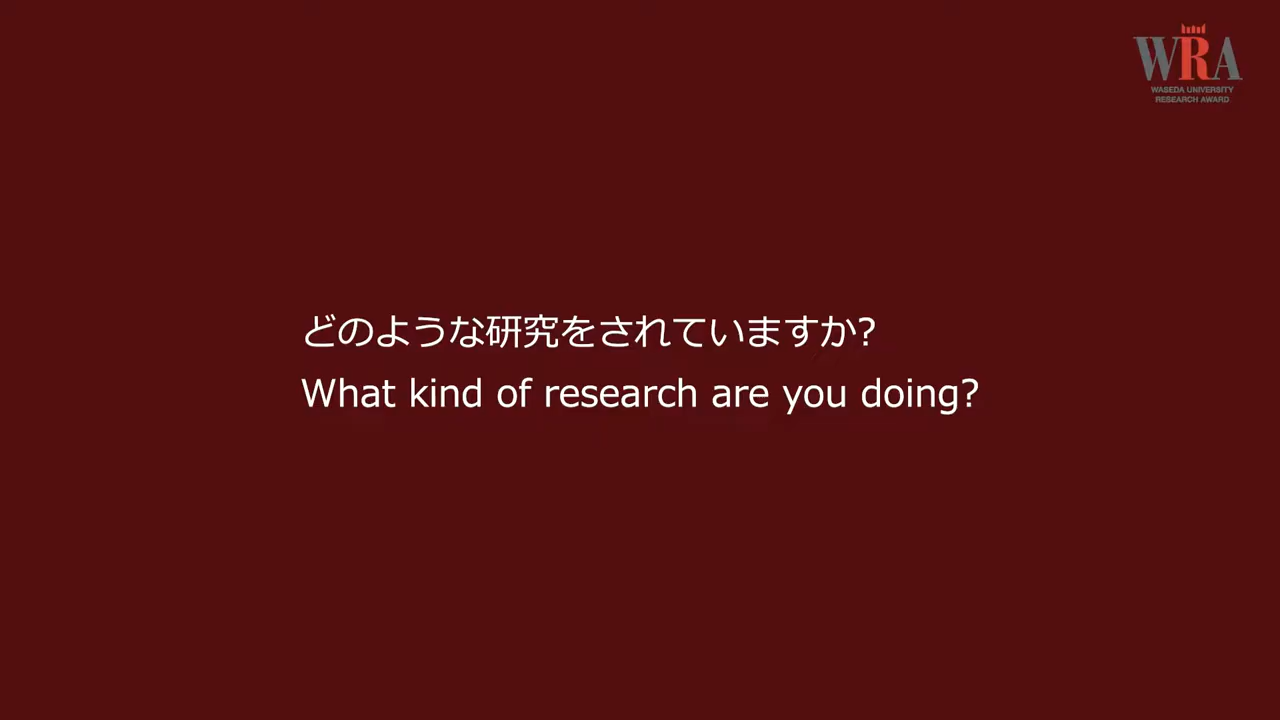 WRA
WASEDA UNIVERSITY
RESEARCH AWARD
どのような研究をされていますか?
What kind of research are you doing?